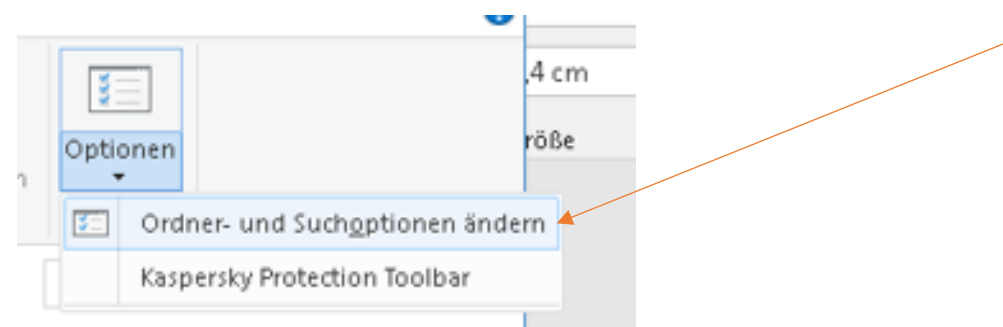 ,4 cm
Optionen
röße
n
Ordner- und Suchoptionen ändern
Kaspersky Protection Toolbar